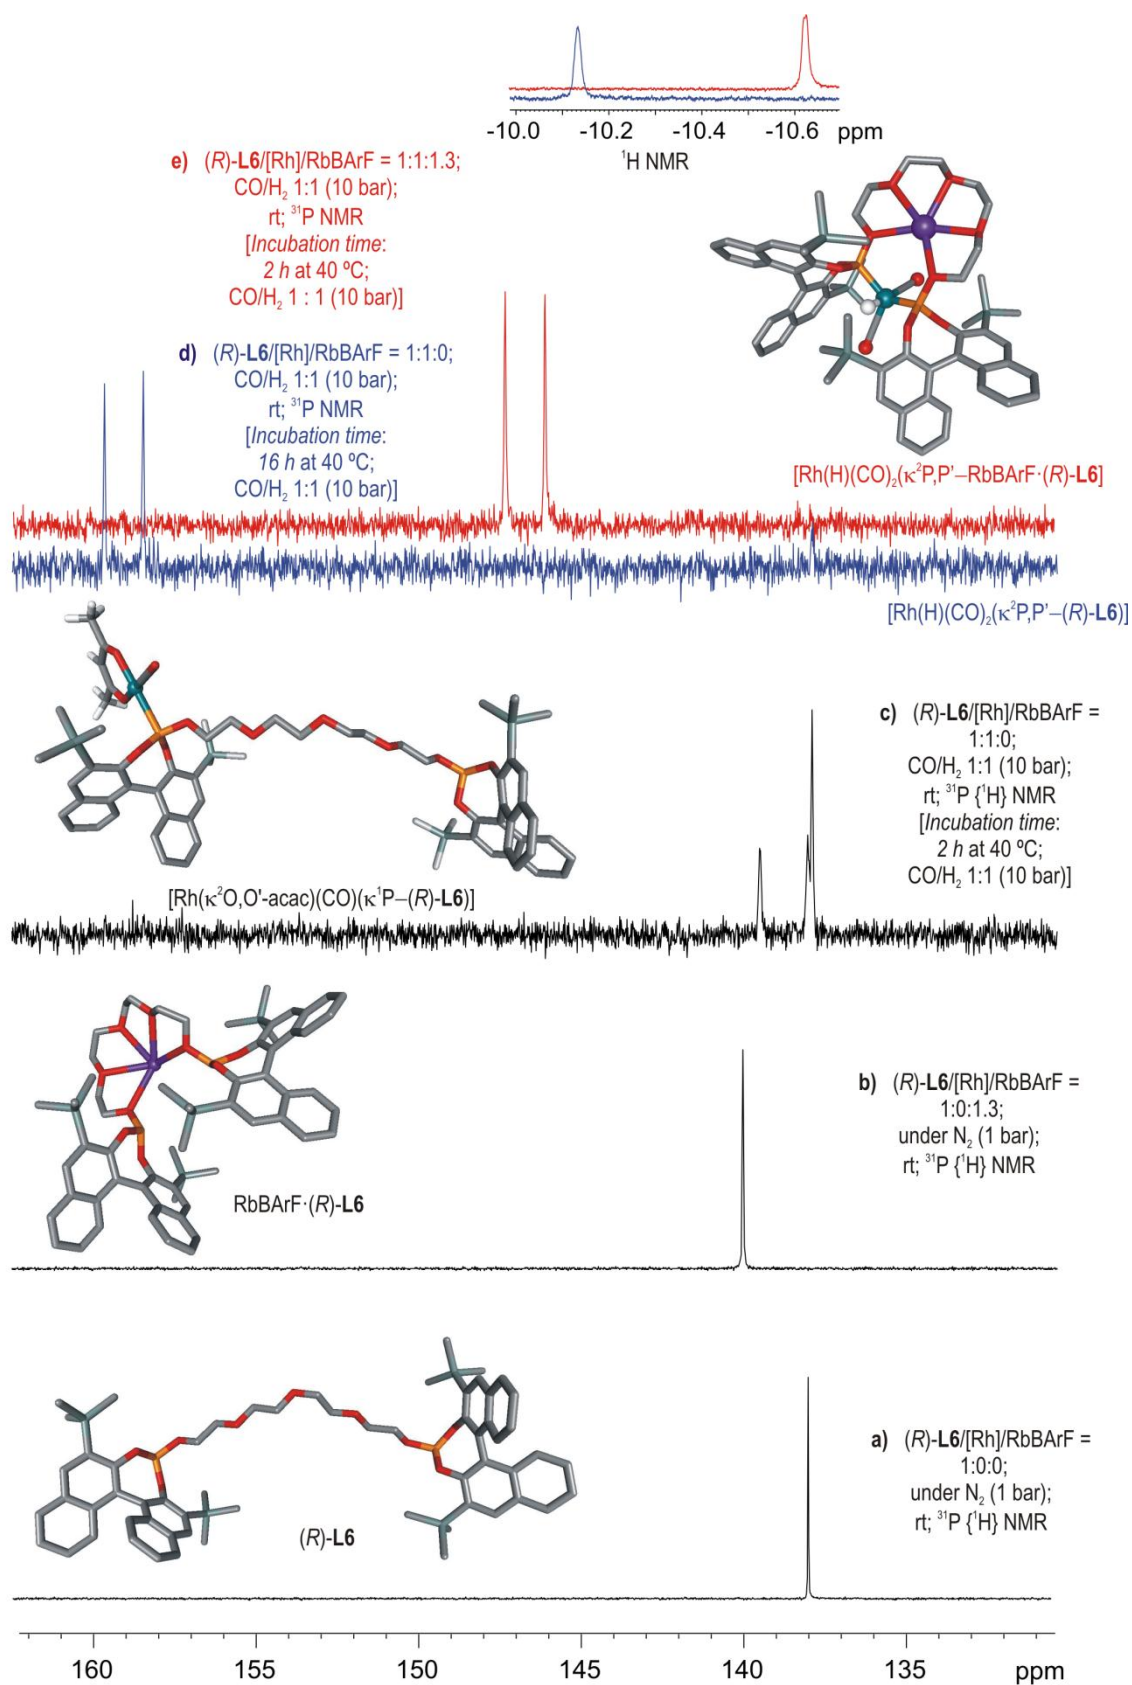 -10.0 -10.2 -10.4 -10.6 ppm
¹H NMR
e) (R)-L6/[Rh]/RbBArF = 1:1:1.3;
CO/H₂ 1:1 (10 bar);
rt; ³¹P NMR
[Incubation time:
2 h at 40 ºC;
CO/H₂ 1 : 1 (10 bar)]
d) (R)-L6/[Rh]/RbBArF = 1:1:0;
CO/H₂ 1:1 (10 bar);
rt; ³¹P NMR
[Incubation time:
16 h at 40 ºC;
CO/H₂ 1:1 (10 bar)]
[Rh(H)(CO)₂(κ²P,P'–RbBArF·(R)-L6]
[Rh(H)(CO)₂(κ²P,P'–(R)-L6)]
c) (R)-L6/[Rh]/RbBArF =
1:1:0;
CO/H₂ 1:1 (10 bar);
rt; ³¹P {¹H} NMR
[Incubation time:
2 h at 40 ºC;
CO/H₂ 1:1 (10 bar)]
[Rh(κ²O,O'-acac)(CO)(κ¹P–(R)-L6)]
b) (R)-L6/[Rh]/RbBArF =
1:0:1.3;
under N₂ (1 bar);
rt; ³¹P {¹H} NMR
RbBArF·(R)-L6
a) (R)-L6/[Rh]/RbBArF =
1:0:0;
under N₂ (1 bar);
rt; ³¹P {¹H} NMR
(R)-L6
160 155 150 145 140 135 ppm